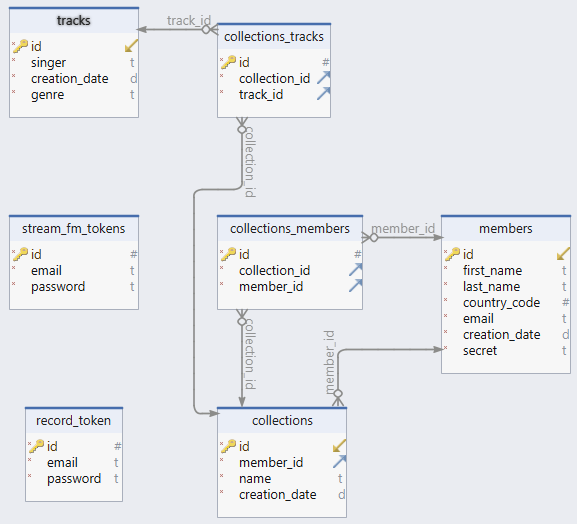 tracks
id
singer t
creation_date d
genre t
track_id
collections_tracks
id #
collection_id
track_id
collection_id
stream_fm_tokens
id #
email t
password t
collections_members
id #
collection_id
member_id
member_id
members
id
first_name t
last_name t
country_code #
email t
creation_date d
secret t
collection_id
member_id
record_token
id #
email t
password t
collections
id
member_id
name t
creation_date d